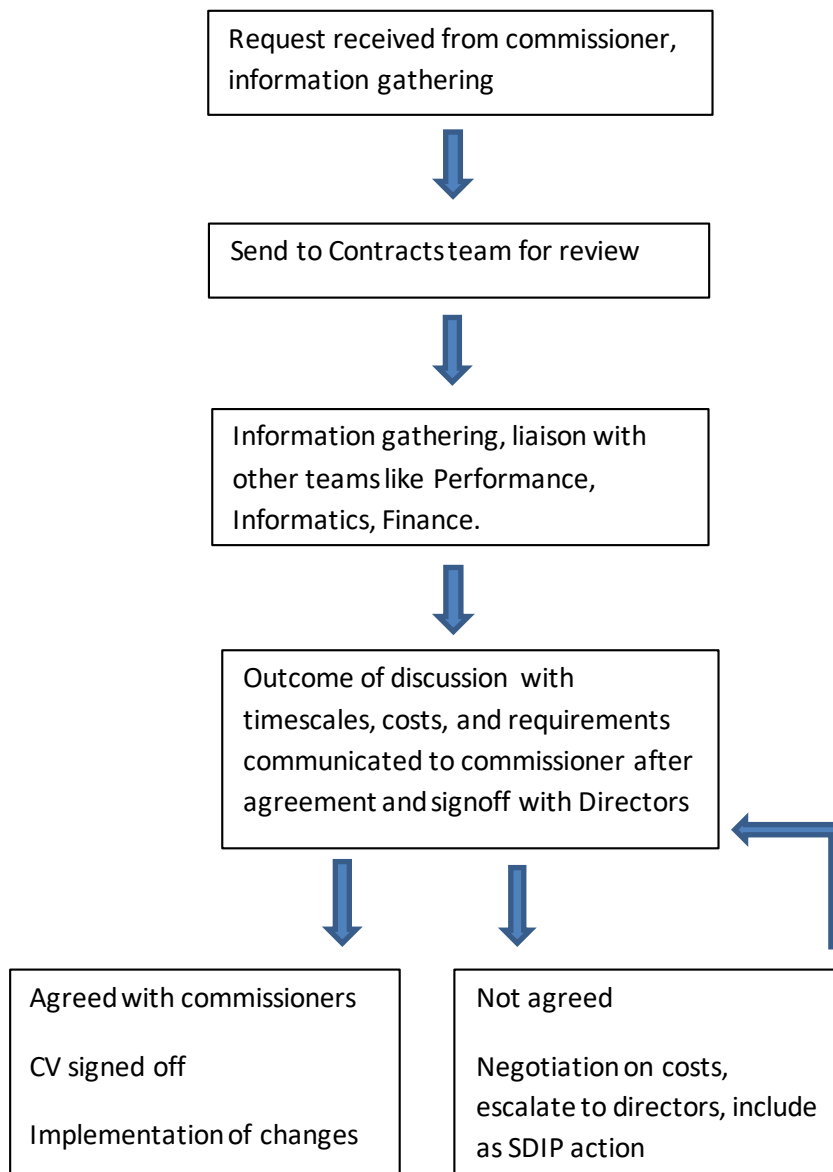 Request received from commissioner,
information gathering
Send to Contracts team for review
Information gathering, liaison with
other teams like Performance,
Informatics, Finance.
Outcome of discussion with
timescales, costs, and requirements
communicated to commissioner after
agreement and signoff with Directors
Agreed with commissioners
CV signed off
Implementation of changes
Not agreed
Negotiation on costs,
escalate to directors, include
as SDIP action